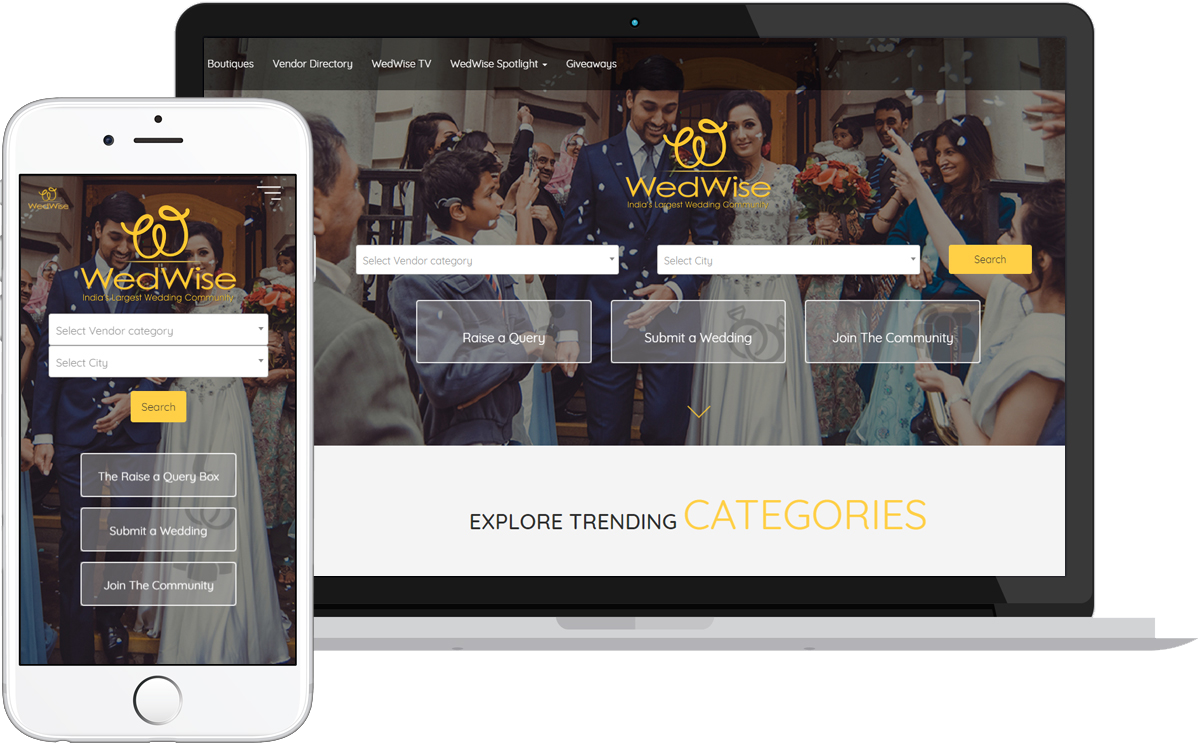 Boutiques Vendor Directory WedWise TV WedWise Spotlight Giveaways
WedWise
India's Largest Wedding Community
Select Vendor category Select City Search
Raise a Query Submit a Wedding Join The Community
EXPLORE TRENDING CATEGORIES
WedWise
WedWise
India's Largest Wedding Community
Select Vendor category
Select City
Search
The Raise a Query Box
Submit a Wedding
Join The Community